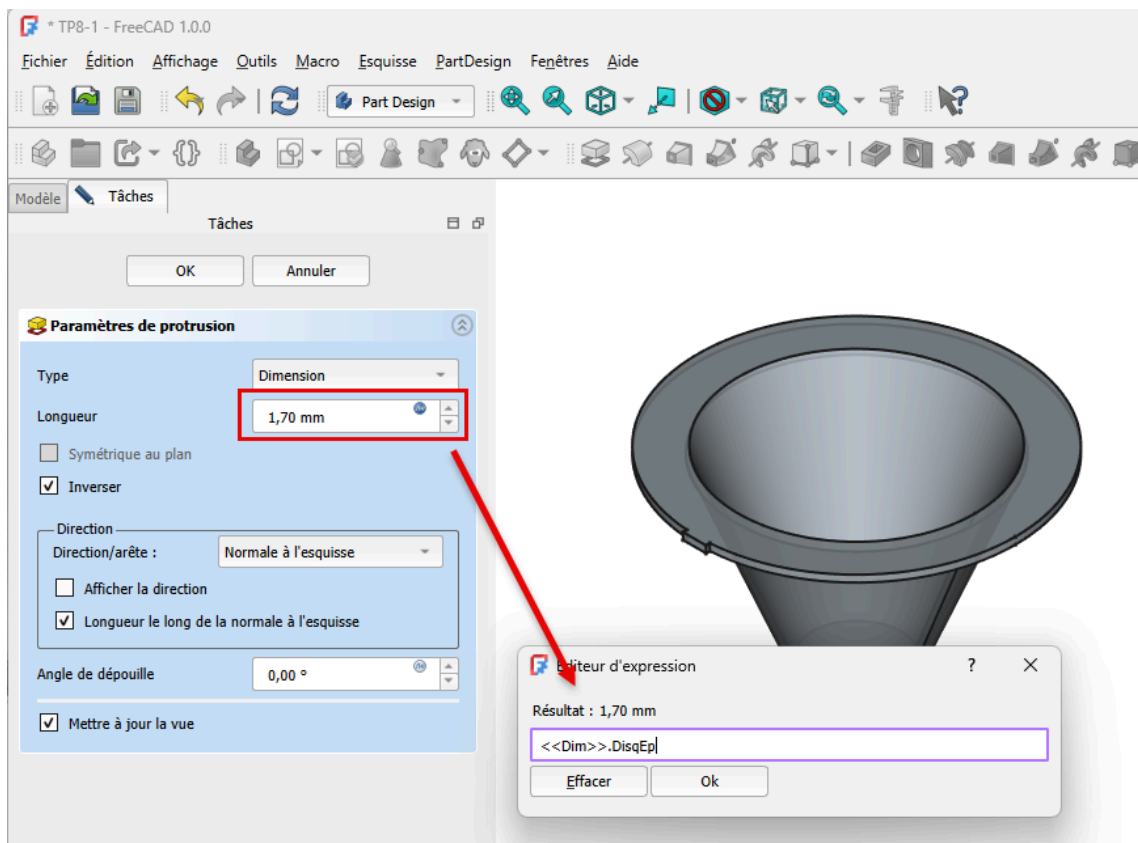 * TP8-1 - FreeCAD 1.0.0
Fichier Édition Affichage Outils Macro Esquisse PartDesign Fenêtres Aide
Part Design
Modèle Tâches
Tâches
OK Annuler
Paramètres de protrusion
Type Dimension
Longueur 1,70 mm
Symétrique au plan
Inverser
Direction
Direction/arête : Normale à l'esquisse
Afficher la direction
Longueur le long de la normale à l'esquisse
Angle de dépouille 0,00 °
Mettre à jour la vue
Éditeur d'expression ?
Résultat : 1,70 mm
<<Dim>>.DisqEp
Effacer Ok